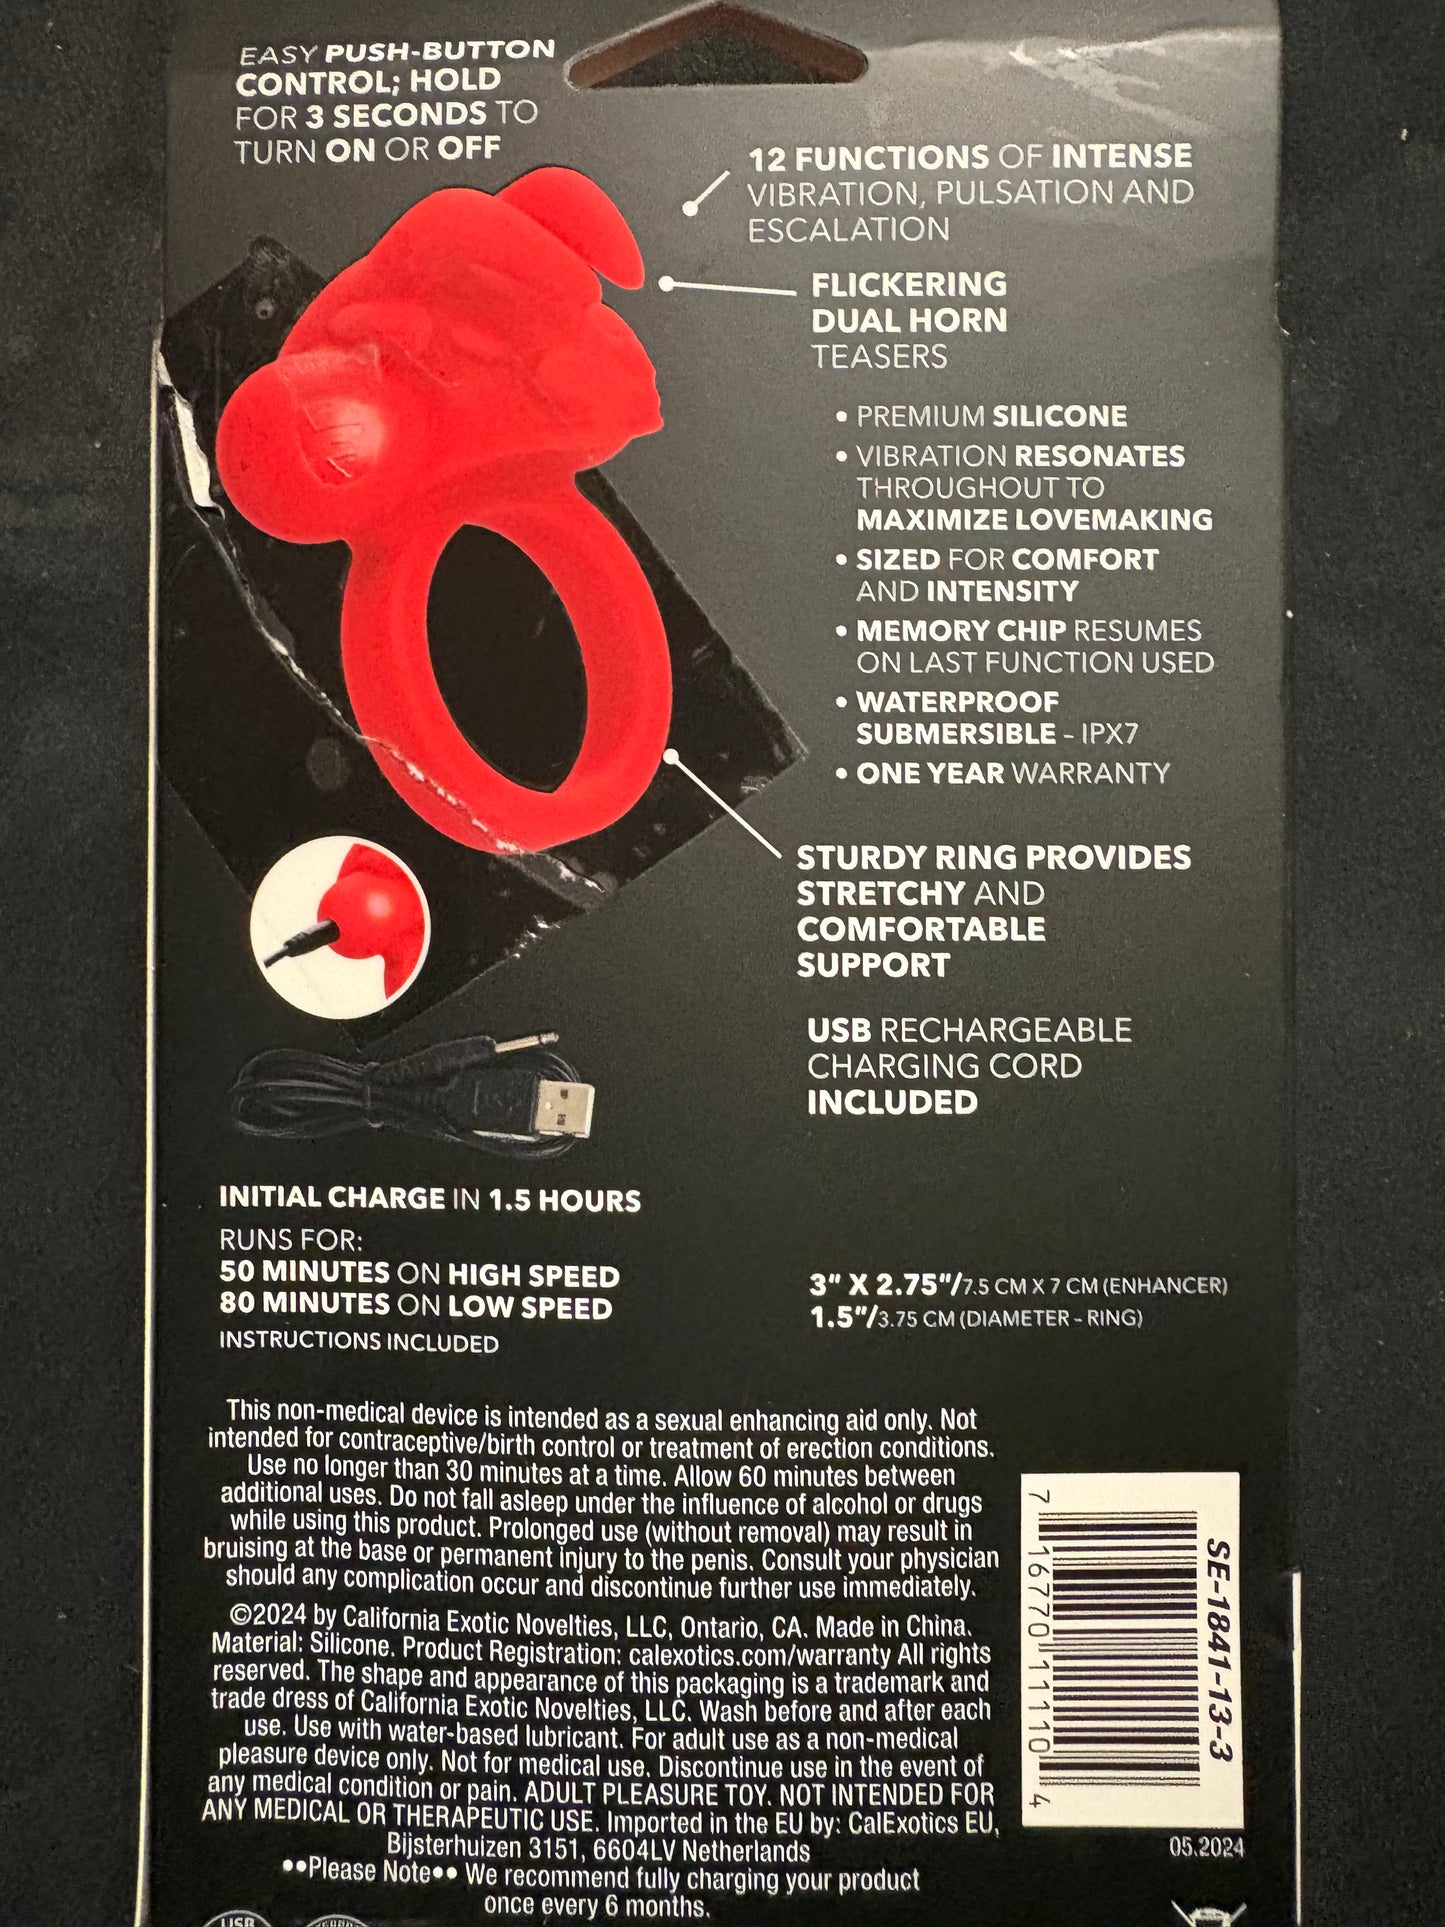 EASY PUSH-BUTTON
CONTROL; HOLD
FOR 3 SECONDS TO
TURN ON OR OFF
12 FUNCTIONS OF INTENSE
VIBRATION, PULSATION AND
ESCALATION
FLICKERING
DUAL HORN
TEASERS
• PREMIUM SILICONE
• VIBRATION RESONATES
THROUGHOUT TO
MAXIMIZE LOVEMAKING
• SIZED FOR COMFORT
AND INTENSITY
• MEMORY CHIP RESUMES
ON LAST FUNCTION USED
• WATERPROOF
SUBMERSIBLE - IPX7
• ONE YEAR WARRANTY
STURDY RING PROVIDES
STRETCHY AND
COMFORTABLE
SUPPORT
USB RECHARGEABLE
CHARGING CORD
INCLUDED
INITIAL CHARGE IN 1.5 HOURS
RUNS FOR:
50 MINUTES ON HIGH SPEED
80 MINUTES ON LOW SPEED
INSTRUCTIONS INCLUDED
3" X 2.75"/7.5 CM X 7 CM (ENHANCER)
1.5"/3.75 CM (DIAMETER - RING)
This non-medical device is intended as a sexual enhancing aid only. Not
intended for contraceptive/birth control or treatment of erection conditions.
Use no longer than 30 minutes at a time. Allow 60 minutes between
additional uses. Do not fall asleep under the influence of alcohol or drugs
while using this product. Prolonged use (without removal) may result in
bruising at the base or permanent injury to the penis. Consult your physician
should any complication occur and discontinue further use immediately.
©2024 by California Exotic Novelties, LLC, Ontario, CA. Made in China.
Material: Silicone. Product Registration: calexotics.com/warranty All rights
reserved. The shape and appearance of this packaging is a trademark and
trade dress of California Exotic Novelties, LLC. Wash before and after each
use. Use with water-based lubricant. For adult use as a non-medical
pleasure device only. Not for medical use. Discontinue use in the event of
any medical condition or pain. ADULT PLEASURE TOY. NOT INTENDED FOR
ANY MEDICAL OR THERAPEUTIC USE. Imported in the EU by: CalExotics EU,
Bijsterhuizen 3151, 6604LV Netherlands
••Please Note•• We recommend fully charging your product
once every 6 months.
SE-1841-13-3
7 16770 11110 4
05.2024
USB